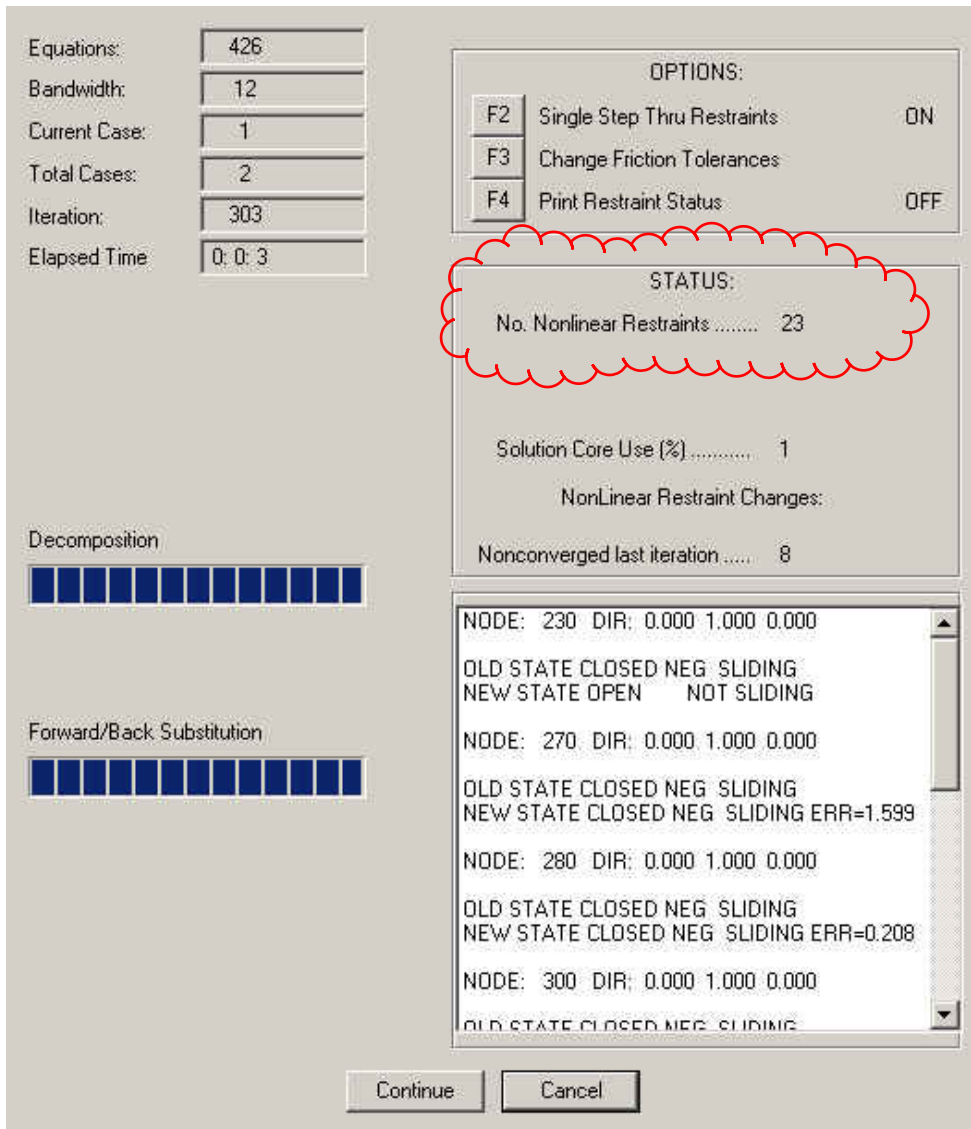 Equations: 426
Bandwidth: 12
Current Case: 1
Total Cases: 2
Iteration: 303
Elapsed Time 0: 0: 3
OPTIONS:
F2 Single Step Thru Restraints ON
F3 Change Friction Tolerances
F4 Print Restraint Status OFF
STATUS:
No. Nonlinear Restraints ........ 23
Solution Core Use (%) ........... 1
NonLinear Restraint Changes:
Nonconverged last iteration ..... 8
Decomposition
Forward/Back Substitution
NODE: 230 DIR: 0.000 1.000 0.000
OLD STATE CLOSED NEG SLIDING
NEW STATE OPEN NOT SLIDING
NODE: 270 DIR: 0.000 1.000 0.000
OLD STATE CLOSED NEG SLIDING
NEW STATE CLOSED NEG SLIDING ERR=1.599
NODE: 280 DIR: 0.000 1.000 0.000
OLD STATE CLOSED NEG SLIDING
NEW STATE CLOSED NEG SLIDING ERR=0.208
NODE: 300 DIR: 0.000 1.000 0.000
OLD STATE CLOSED NEG SLIDING
Continue Cancel